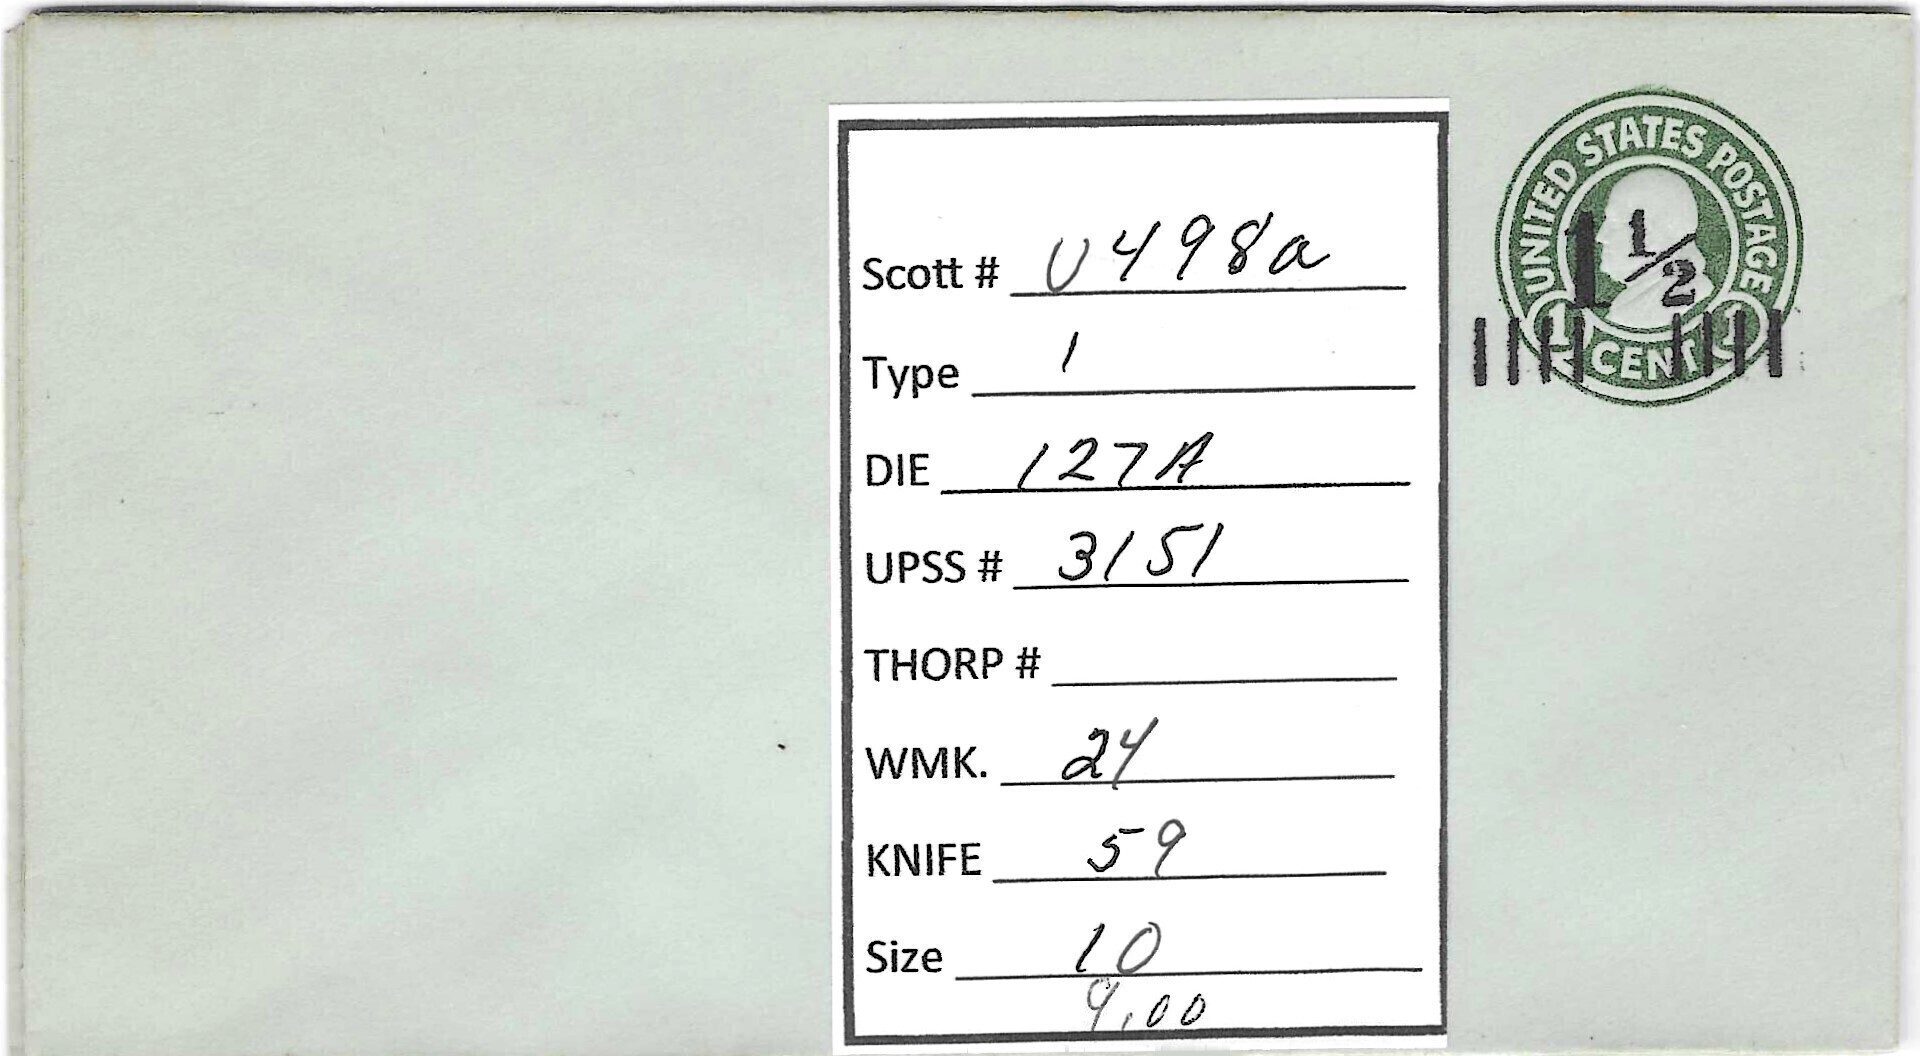 UNITED STATES POSTAGE
1 1/2
1 CENT 1
Scott # U498a
Type 1
DIE 127A
UPSS # 3151
THORP #
WMK. 24
KNIFE 59
Size 10
9.00